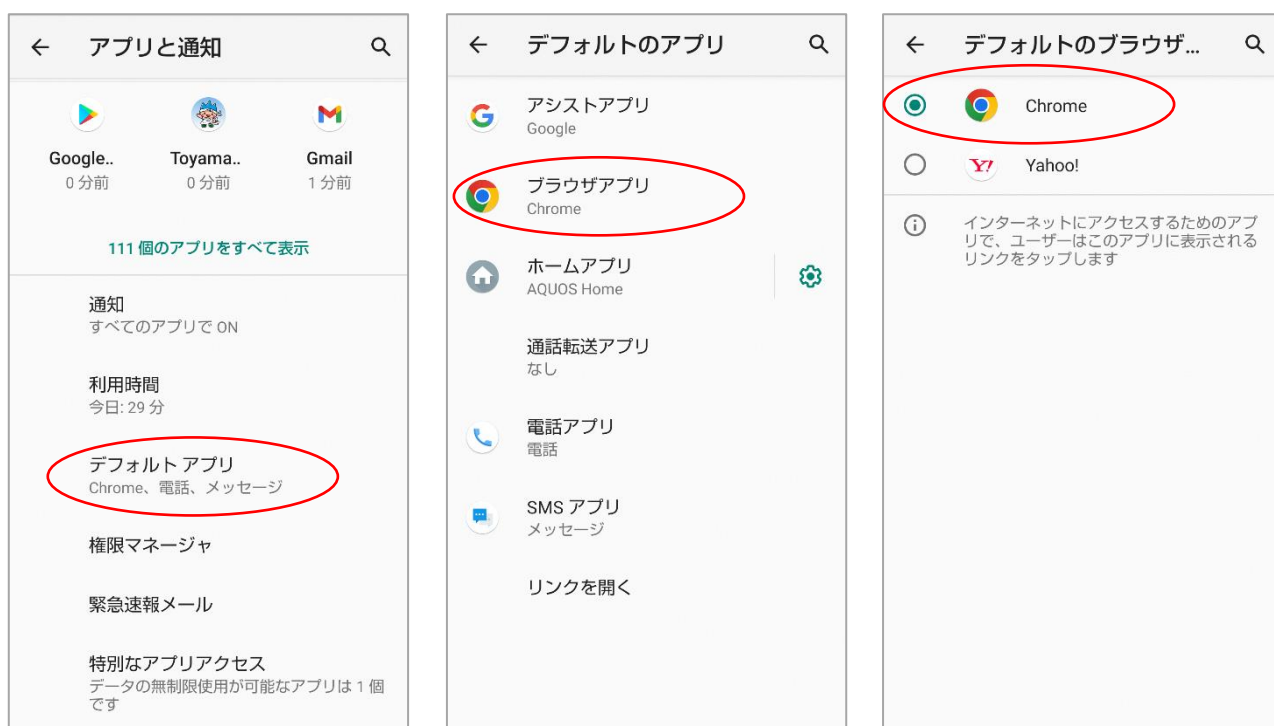 アプリと通知
Google..
Toyama..
Gmail
0 分前
0 分前
1 分前
111 個のアプリをすべて表示
通知
すべてのアプリで ON
利用時間
今日: 29 分
デフォルト アプリ
Chrome、電話、メッセージ
権限マネージャ
緊急速報メール
特別なアプリアクセス
データの無制限使用が可能なアプリは 1 個
です
デフォルトのアプリ
アシストアプリ
Google
ブラウザアプリ
Chrome
ホームアプリ
AQUOS Home
通話転送アプリ
なし
電話アプリ
電話
SMS アプリ
メッセージ
リンクを開く
デフォルトのブラウザ...
Chrome
Y!
Yahoo!
インターネットにアクセスするためのアプ
リで、ユーザーはこのアプリに表示される
リンクをタップします